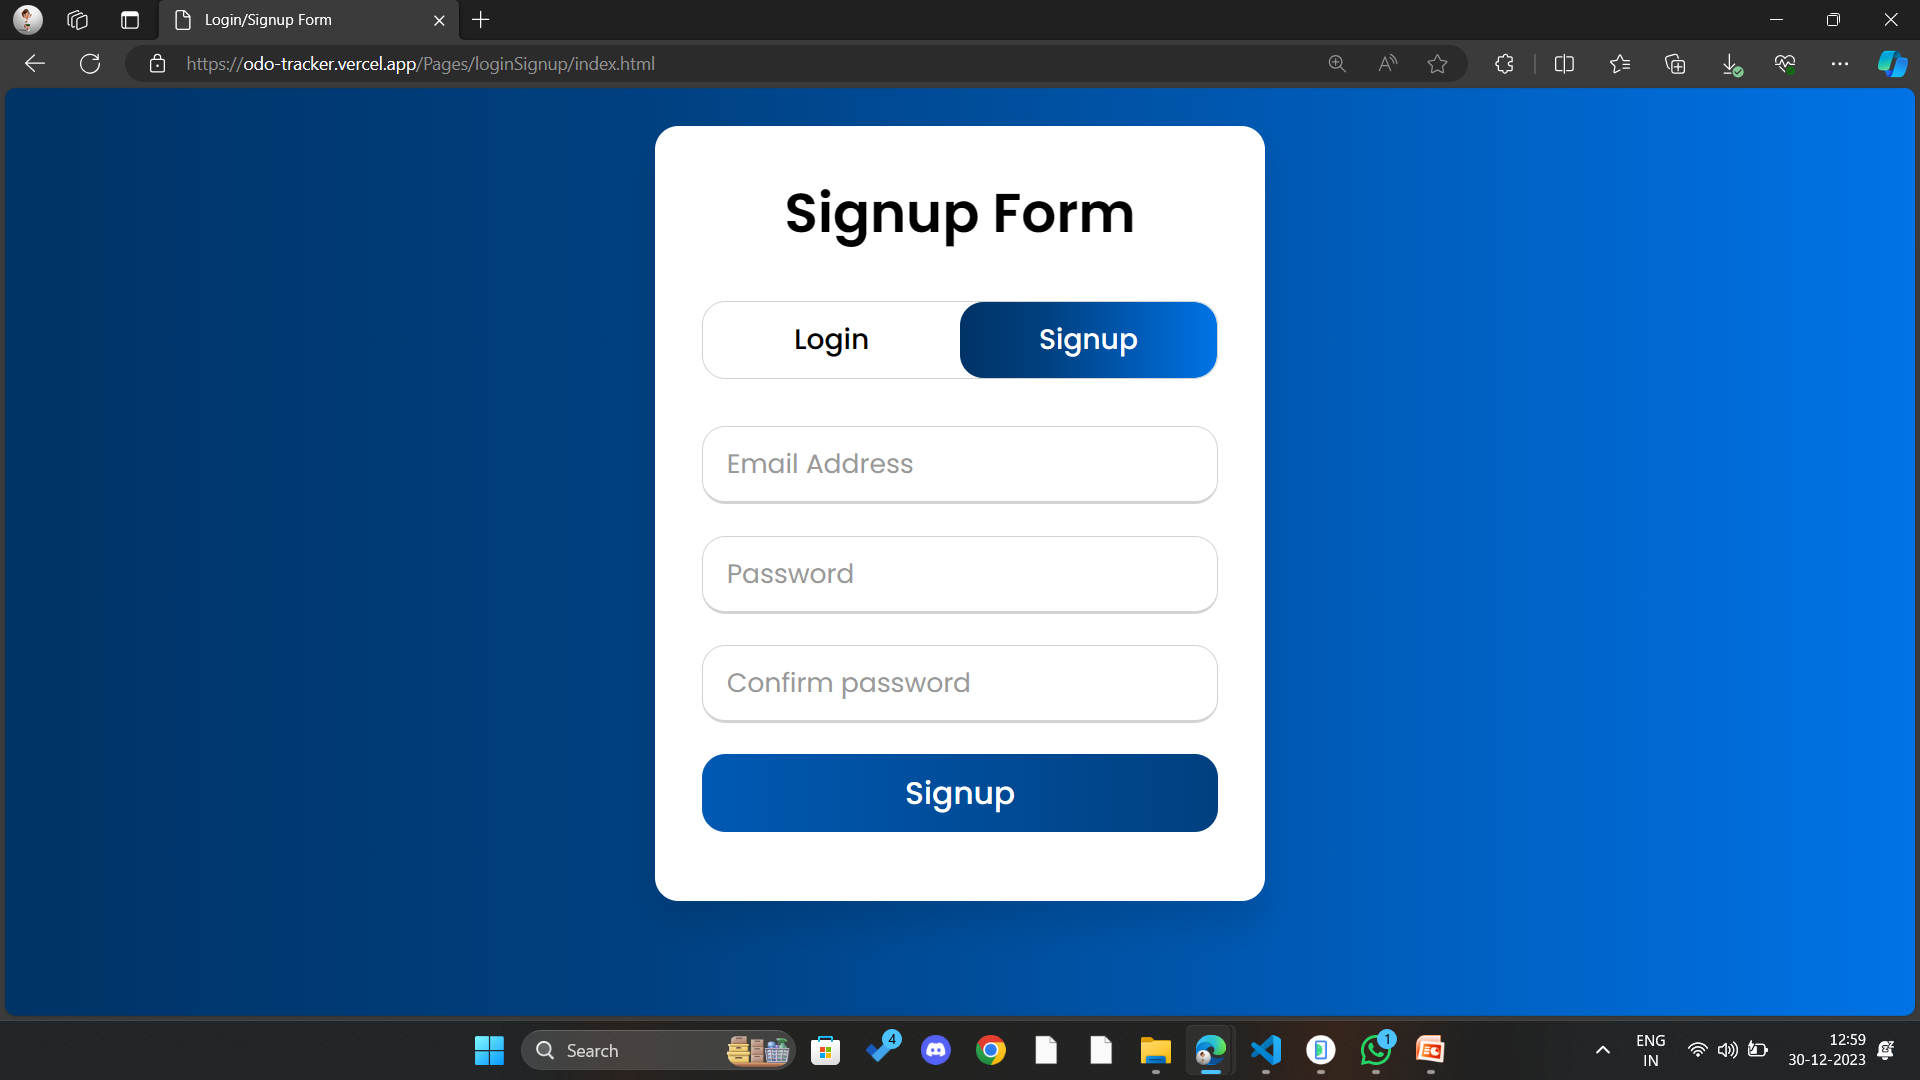 Login/Signup Form
https://odo-tracker.vercel.app/Pages/loginSignup/index.html
Signup Form
Login
Signup
Email Address
Password
Confirm password
Signup
Search
4
1
ENG
IN
12:59
30-12-2023